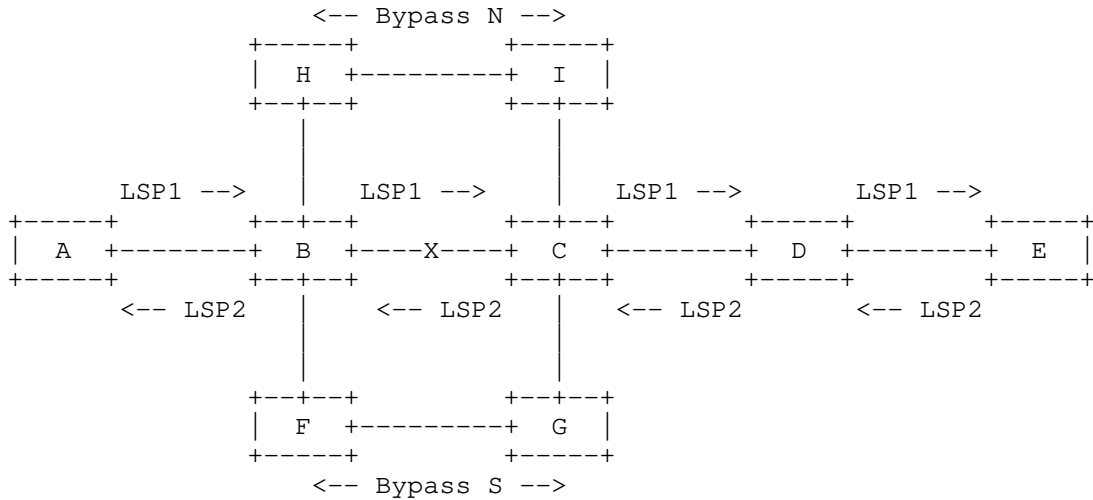 <-- Bypass N -->
+-----+         +-----+
|  H  +---------+  I  |
+--+--+         +--+--+
|               |
|               |
LSP1 -->   |   LSP1 -->    |   LSP1 -->       LSP1 -->
+-----+        +--+--+         +--+--+        +-----+        +-----+
|  A  +--------+  B  +----X----+  C  +--------+  D  +--------+  E  |
+-----+        +--+--+         +--+--+        +-----+        +-----+
<-- LSP2   |    <-- LSP2   |   <-- LSP2       <-- LSP2
|               |
|               |
+--+--+         +--+--+
|  F  +---------+  G  |
+-----+         +-----+
<-- Bypass S -->